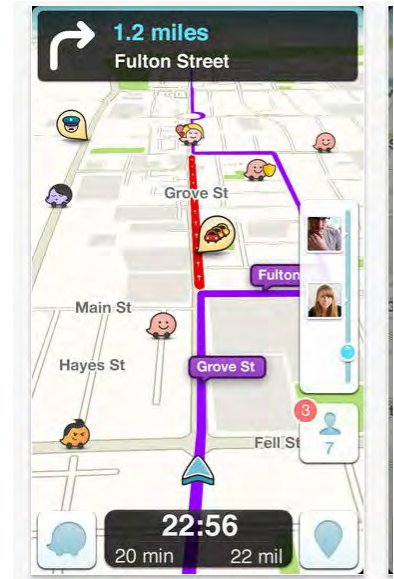 1.2 miles
Fulton Street
Grove St
Fulton
Main St
Grove St
Hayes St
3
7
Fell St
22:56
20 min
22 mil